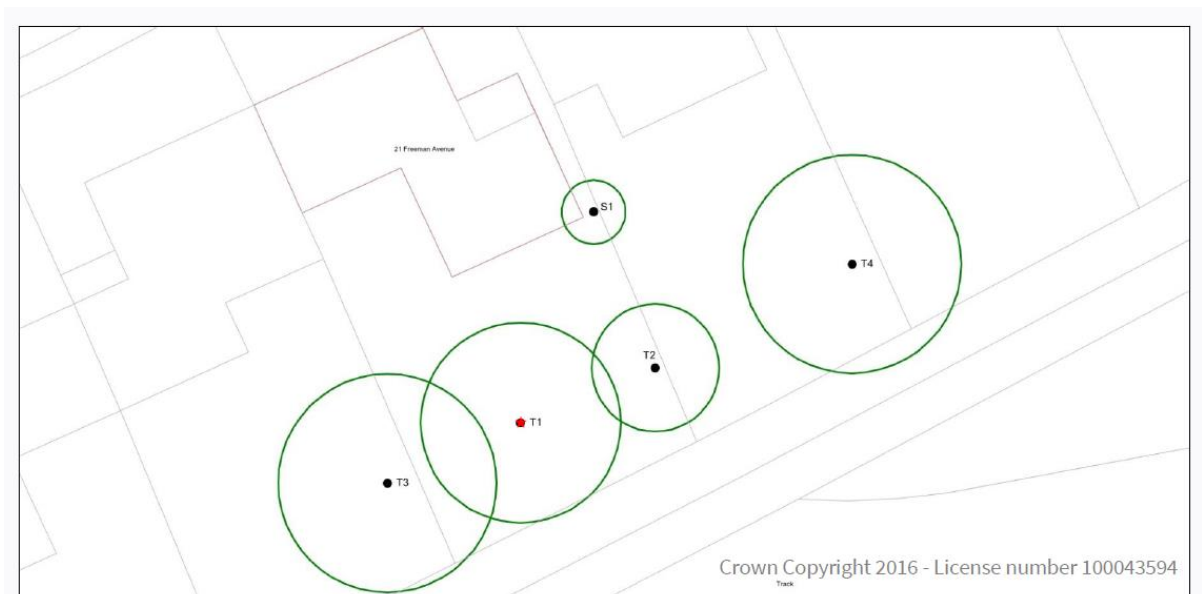 21 Freeman Avenue
S1
T4
T2
T1
T3
Crown Copyright 2016 - License number 100043594
Track